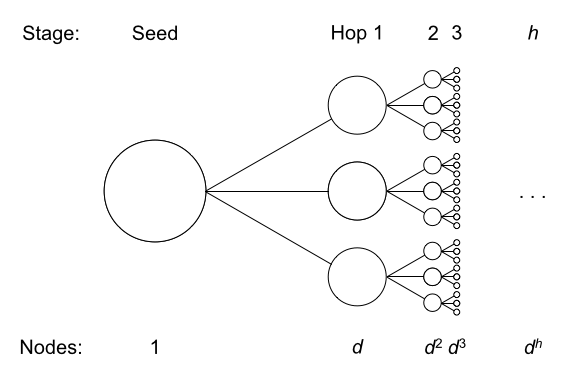 Stage: Seed Hop 1 2 3 h
. . .
Nodes: 1 d d² d³ dʰ